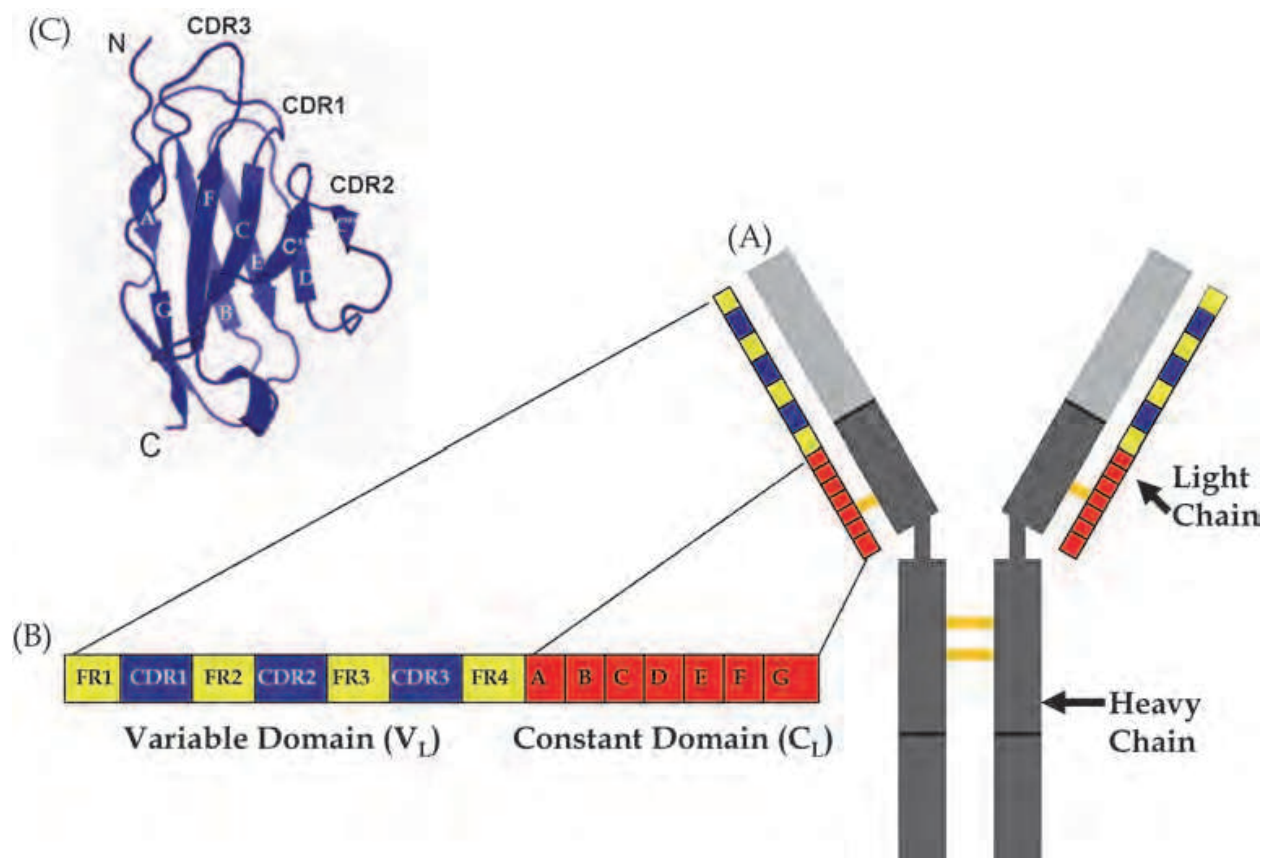 (C)
N
CDR3
CDR1
CDR2
A
F
C
C'
C''
E
D
G
B
C
(A)
Light
Chain
(B)
FR1 CDR1 FR2 CDR2 FR3 CDR3 FR4 A B C D E F G
Variable Domain (VL) Constant Domain (CL)
Heavy
Chain